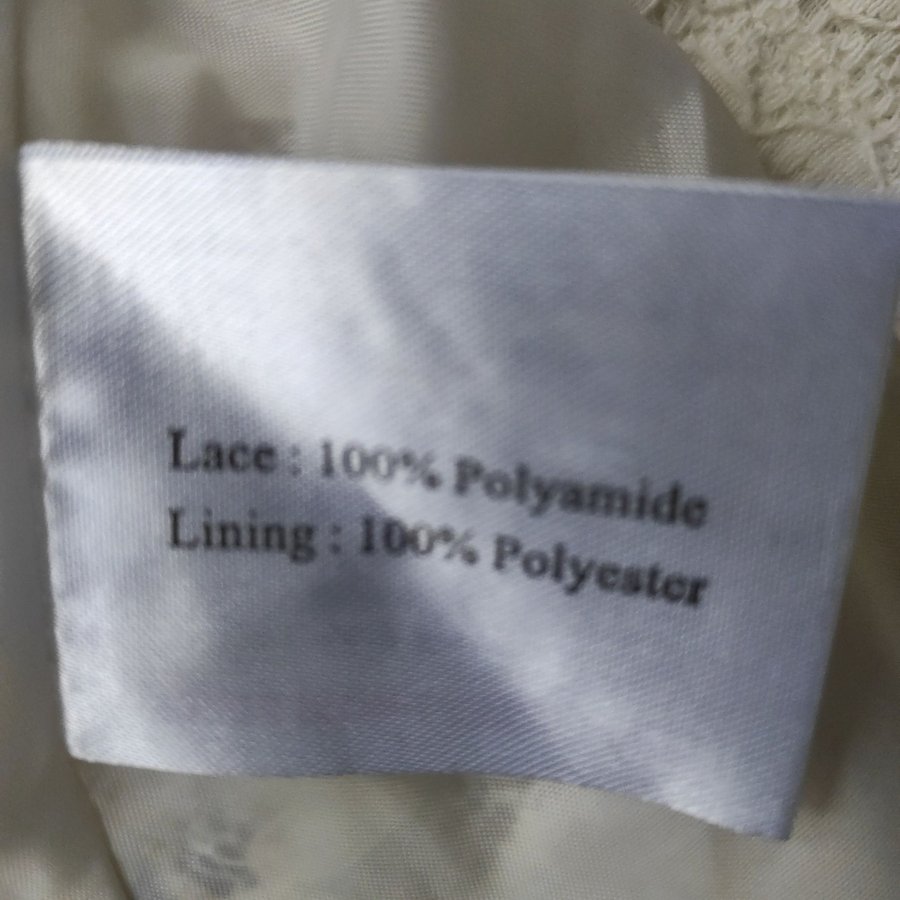 Lace : 100% Polyamide
Lining : 100% Polyester